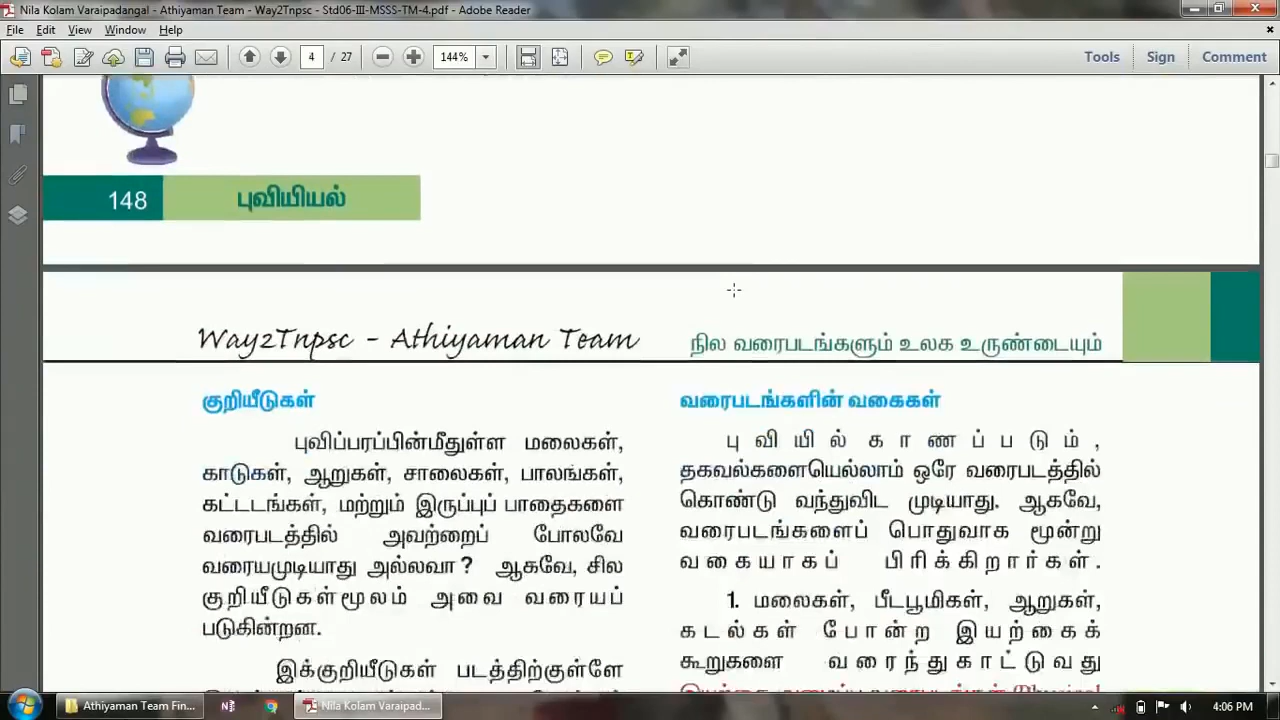 Nila Kolam Varaipadangal - Athiyaman Team - Way2Tnpsc - Std06-III-MSSS-TM-4.pdf - Adobe Reader
File Edit View Window Help
4 / 27 144% Tools Sign Comment
148 புவியியல்
Way2Tnpsc - Athiyaman Team
நில வரைபடங்களும் உலக உருண்டையும்
குறியீடுகள்
புவிப்பரப்பின்மீதுள்ள மலைகள்,
காடுகள், ஆறுகள், சாலைகள், பாலங்கள்,
கட்டடங்கள், மற்றும் இருப்புப் பாதைகளை
வரைபடத்தில் அவற்றைப் போலவே
வரையமுடியாது அல்லவா? ஆகவே, சில
குறியீடுகள்மூலம் அவை வரையப்
படுகின்றன.
இக்குறியீடுகள் படத்திற்குள்ளே
வரைபடங்களின் வகைகள்
புவியில் காணப்படும்,
தகவல்களையெல்லாம் ஒரே வரைபடத்தில்
கொண்டு வந்துவிட முடியாது. ஆகவே,
வரைபடங்களைப் பொதுவாக மூன்று
வகையாகப் பிரிக்கிறார்கள்.
1. மலைகள், பீடபூமிகள், ஆறுகள்,
கடல்கள் போன்ற இயற்கைக்
கூறுகளை வரைந்துகாட்டுவது
Athiyaman Team Fin... Nila Kolam Varaipad... 4:06 PM